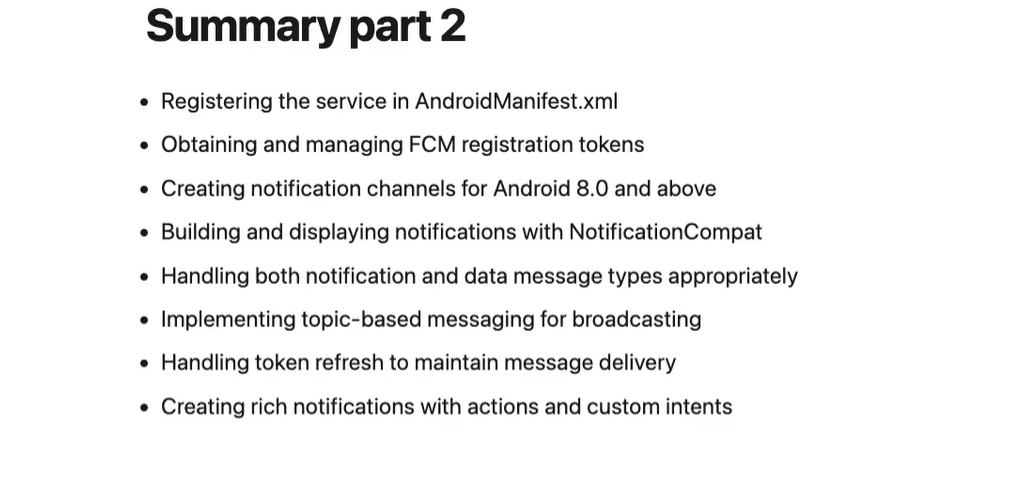 Summary part 2
• Registering the service in AndroidManifest.xml
• Obtaining and managing FCM registration tokens
• Creating notification channels for Android 8.0 and above
• Building and displaying notifications with NotificationCompat
• Handling both notification and data message types appropriately
• Implementing topic-based messaging for broadcasting
• Handling token refresh to maintain message delivery
• Creating rich notifications with actions and custom intents